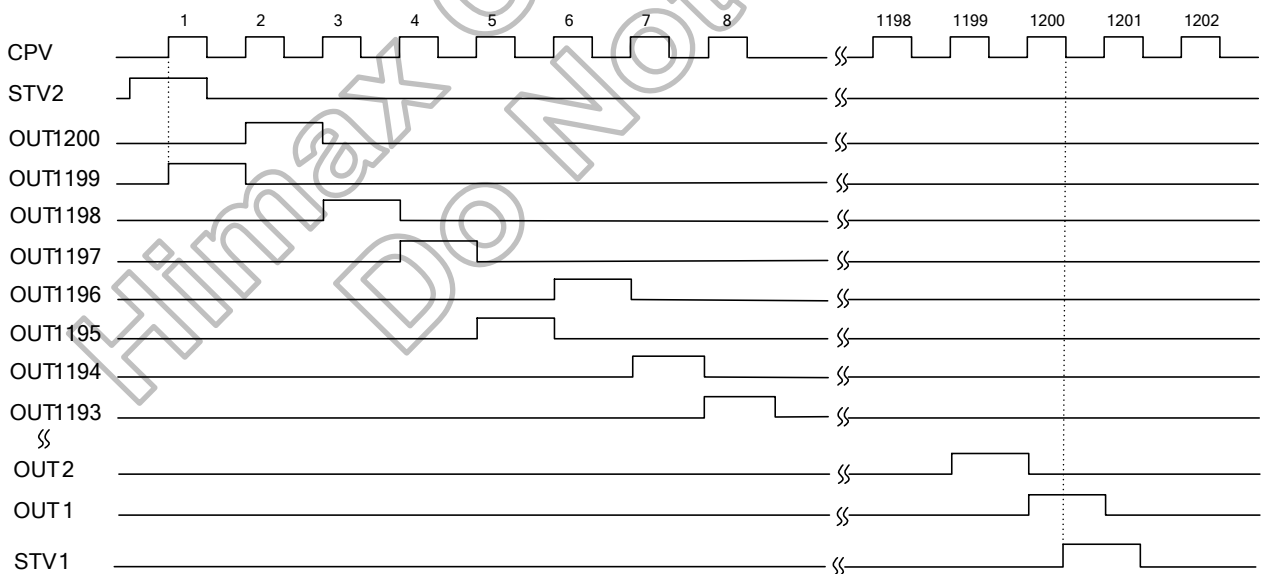 1 2 3 4 5 6 7 8 1198 1199 1200 1201 1202
CPV
STV2
OUT1200
OUT1199
OUT1198
OUT1197
OUT1196
OUT1195
OUT1194
OUT1193
OUT2
OUT1
STV1
Himax
Do Not